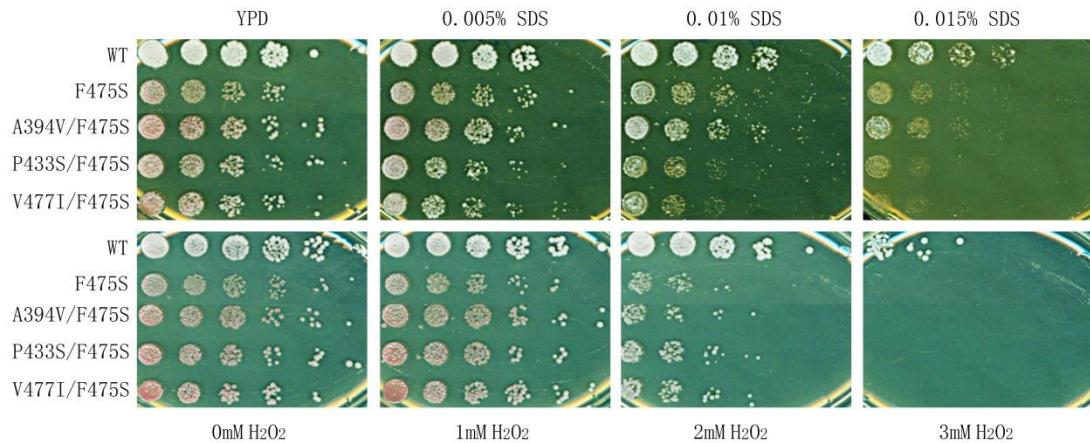 YPD 0.005% SDS 0.01% SDS 0.015% SDS
WT
F475S
A394V/F475S
P433S/F475S
V477I/F475S
WT
F475S
A394V/F475S
P433S/F475S
V477I/F475S
0mM H₂O₂ 1mM H₂O₂ 2mM H₂O₂ 3mM H₂O₂